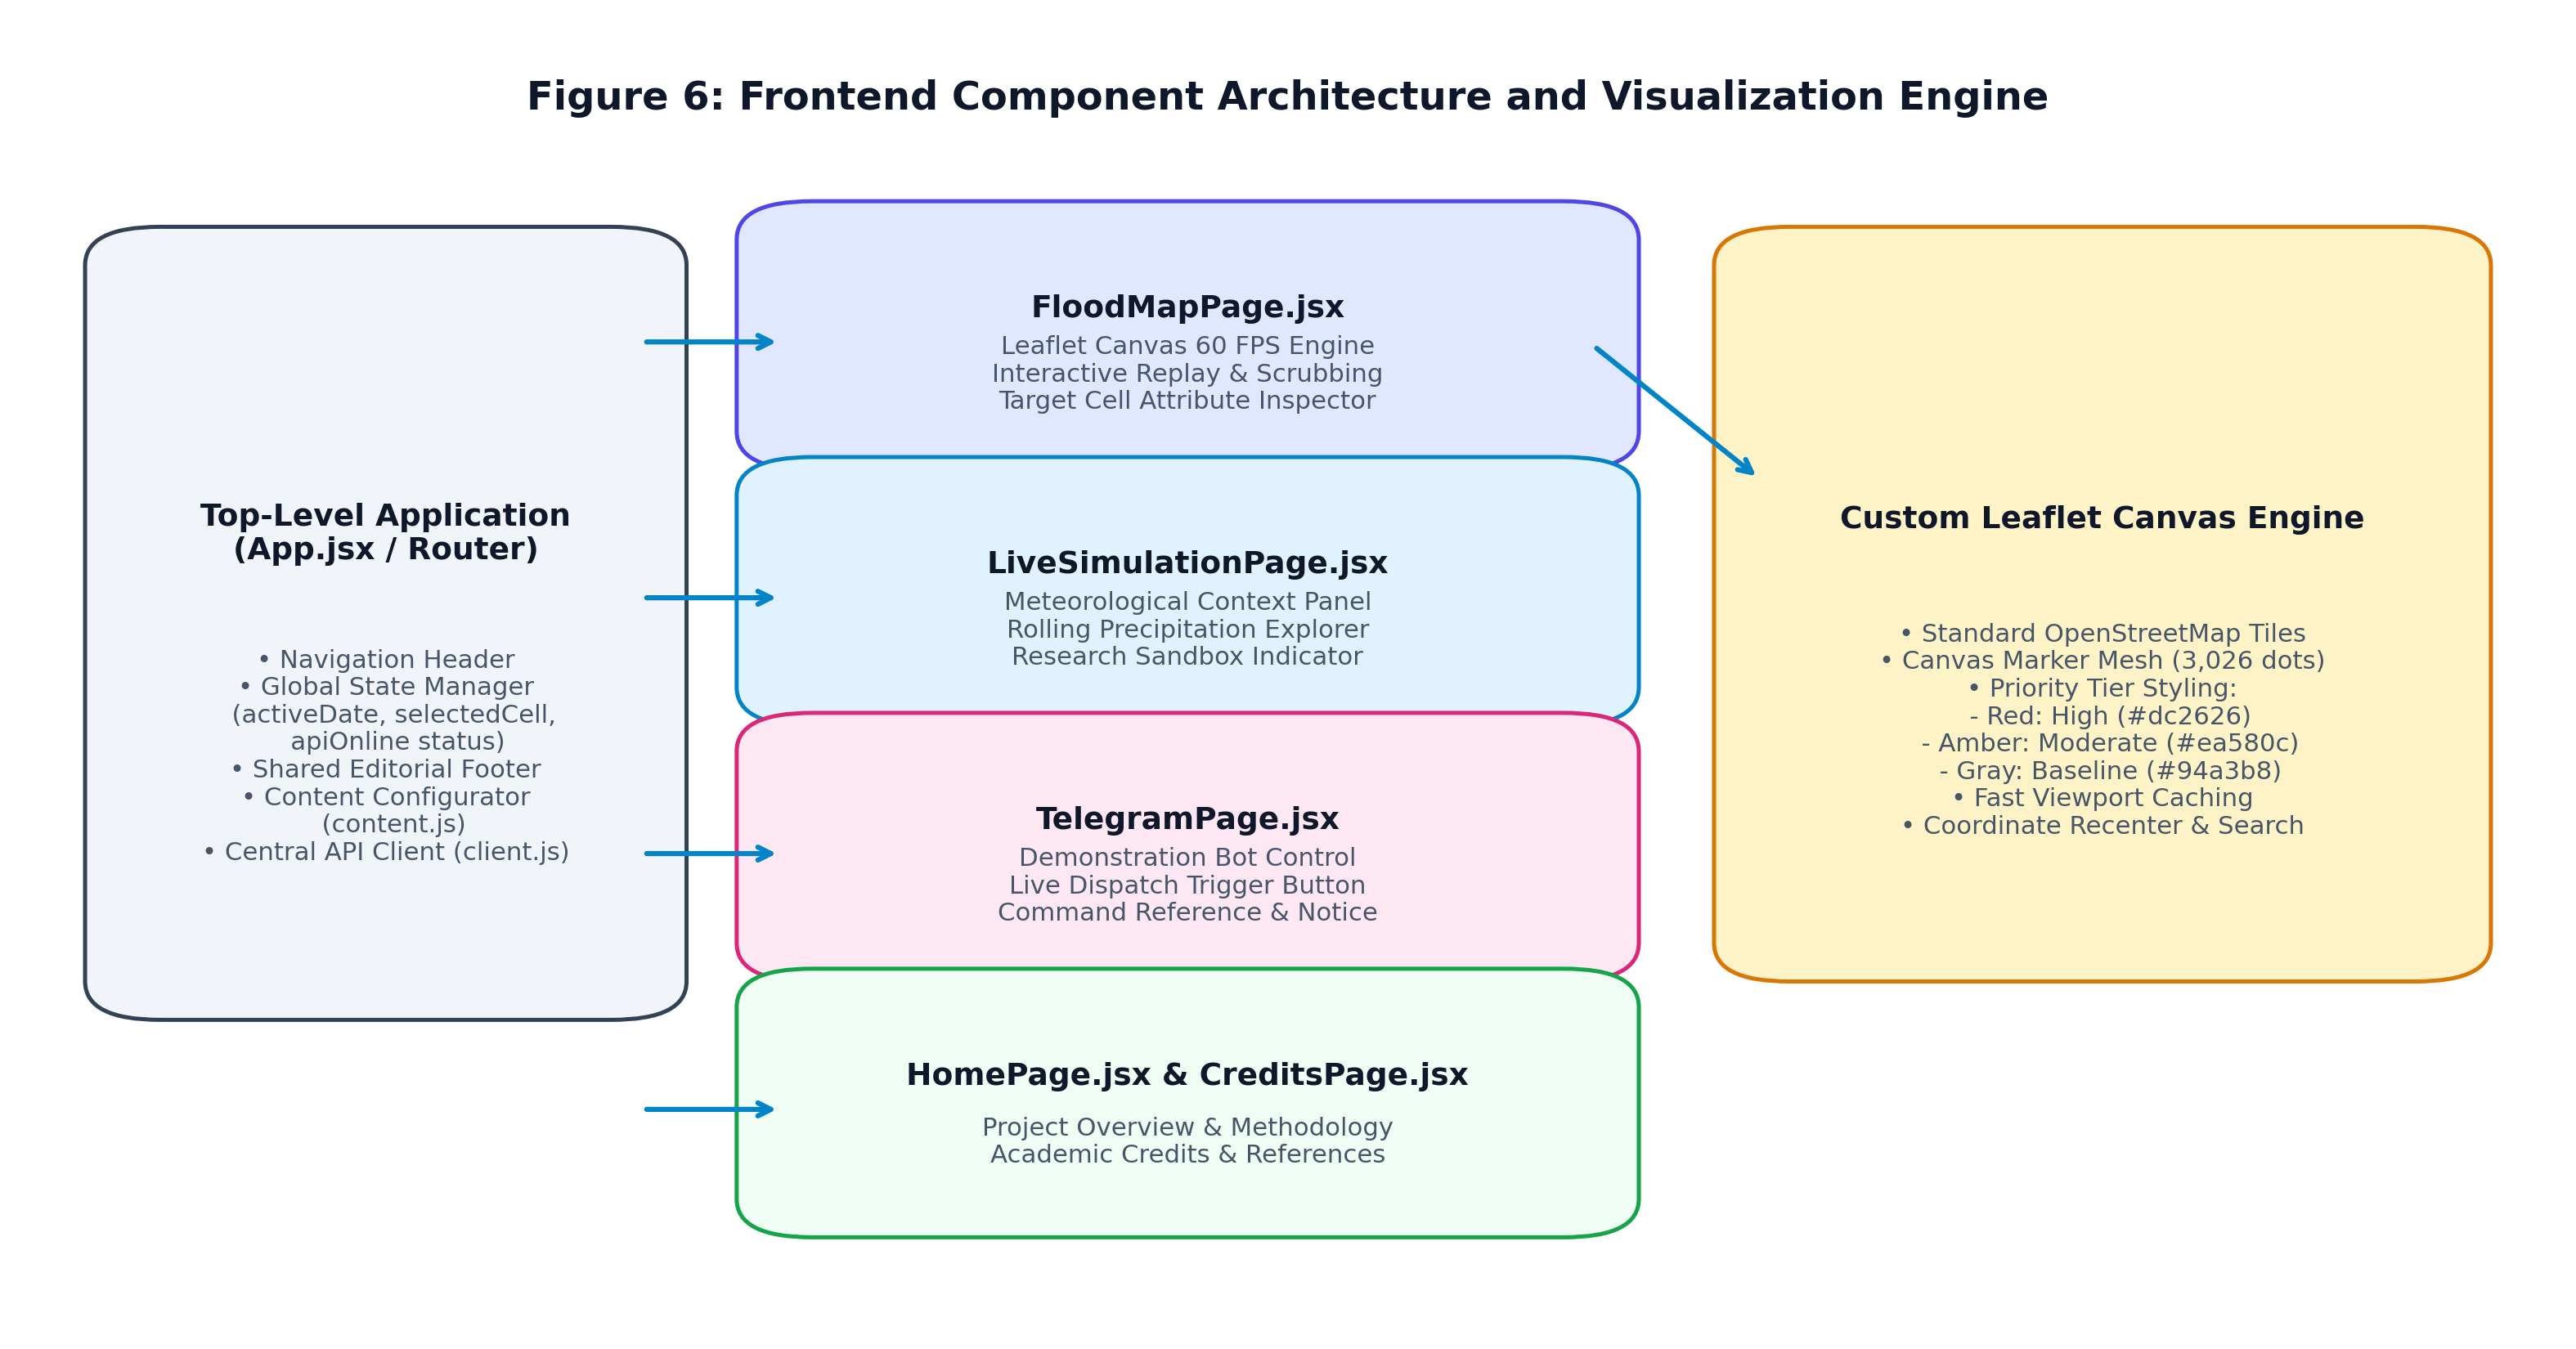 Figure 6: Frontend Component Architecture and Visualization Engine
Top-Level Application
(App.jsx / Router)
• Navigation Header
• Global State Manager
(activeDate, selectedCell,
apiOnline status)
• Shared Editorial Footer
• Content Configurator
(content.js)
• Central API Client (client.js)
FloodMapPage.jsx
Leaflet Canvas 60 FPS Engine
Interactive Replay & Scrubbing
Target Cell Attribute Inspector
LiveSimulationPage.jsx
Meteorological Context Panel
Rolling Precipitation Explorer
Research Sandbox Indicator
TelegramPage.jsx
Demonstration Bot Control
Live Dispatch Trigger Button
Command Reference & Notice
HomePage.jsx & CreditsPage.jsx
Project Overview & Methodology
Academic Credits & References
Custom Leaflet Canvas Engine
• Standard OpenStreetMap Tiles
• Canvas Marker Mesh (3,026 dots)
• Priority Tier Styling:
- Red: High (#dc2626)
- Amber: Moderate (#ea580c)
- Gray: Baseline (#94a3b8)
• Fast Viewport Caching
• Coordinate Recenter & Search